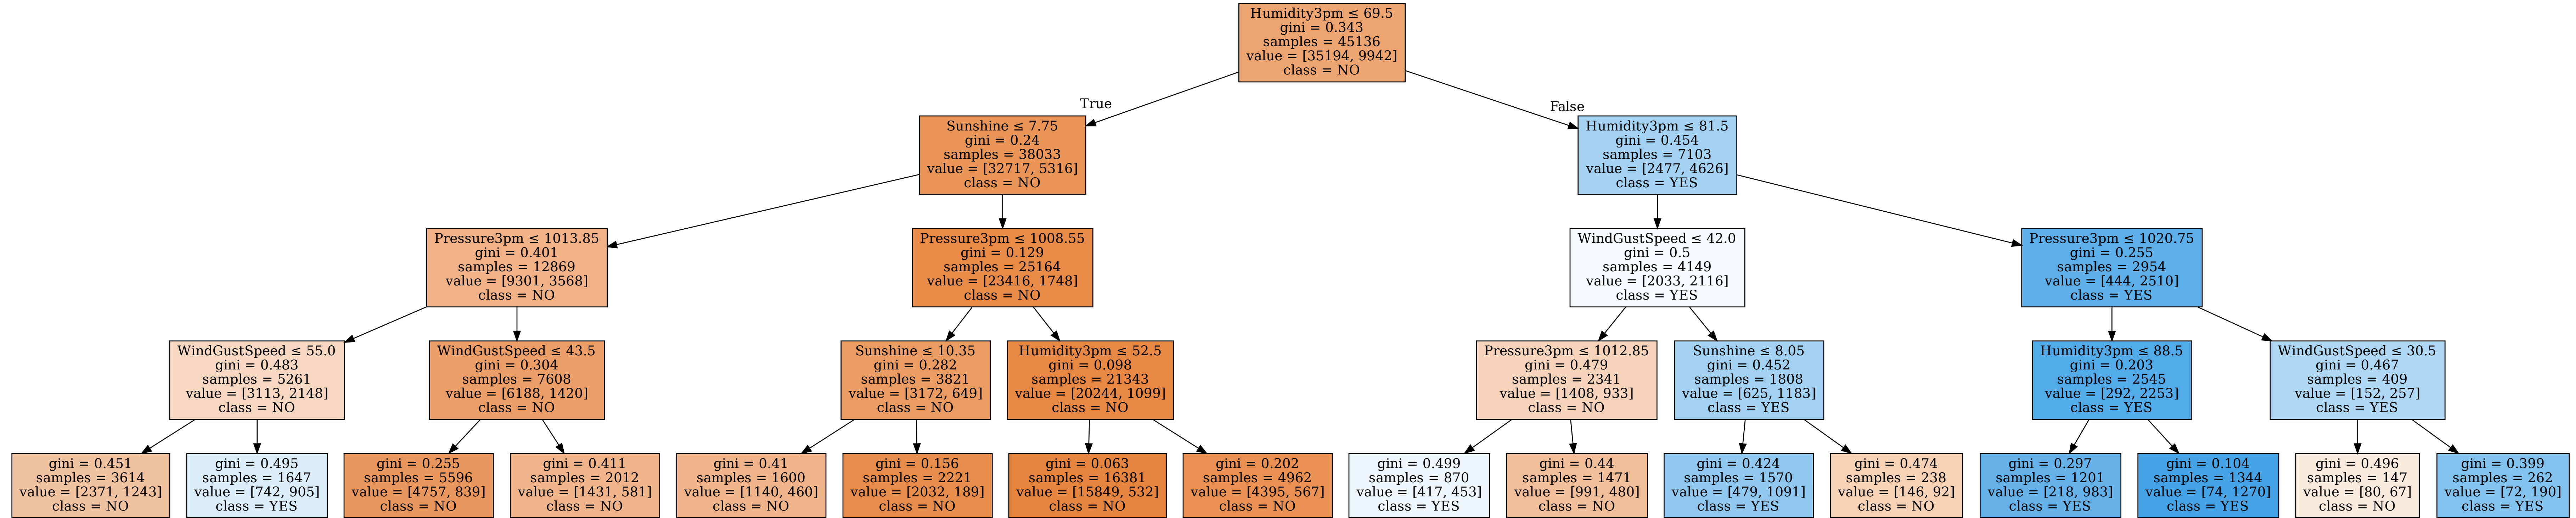 Humidity3pm ≤ 69.5
gini = 0.343
samples = 45136
value = [35194, 9942]
class = NO
True
False
Sunshine ≤ 7.75
gini = 0.24
samples = 38033
value = [32717, 5316]
class = NO
Humidity3pm ≤ 81.5
gini = 0.454
samples = 7103
value = [2477, 4626]
class = YES
Pressure3pm ≤ 1013.85
gini = 0.401
samples = 12869
value = [9301, 3568]
class = NO
Pressure3pm ≤ 1008.55
gini = 0.129
samples = 25164
value = [23416, 1748]
class = NO
WindGustSpeed ≤ 42.0
gini = 0.5
samples = 4149
value = [2033, 2116]
class = YES
Pressure3pm ≤ 1020.75
gini = 0.255
samples = 2954
value = [444, 2510]
class = YES
WindGustSpeed ≤ 55.0
gini = 0.483
samples = 5261
value = [3113, 2148]
class = NO
WindGustSpeed ≤ 43.5
gini = 0.304
samples = 7608
value = [6188, 1420]
class = NO
Sunshine ≤ 10.35
gini = 0.282
samples = 3821
value = [3172, 649]
class = NO
Humidity3pm ≤ 52.5
gini = 0.098
samples = 21343
value = [20244, 1099]
class = NO
Pressure3pm ≤ 1012.85
gini = 0.479
samples = 2341
value = [1408, 933]
class = NO
Sunshine ≤ 8.05
gini = 0.452
samples = 1808
value = [625, 1183]
class = YES
Humidity3pm ≤ 88.5
gini = 0.203
samples = 2545
value = [292, 2253]
class = YES
WindGustSpeed ≤ 30.5
gini = 0.467
samples = 409
value = [152, 257]
class = YES
gini = 0.451
samples = 3614
value = [2371, 1243]
class = NO
gini = 0.495
samples = 1647
value = [742, 905]
class = YES
gini = 0.255
samples = 5596
value = [4757, 839]
class = NO
gini = 0.411
samples = 2012
value = [1431, 581]
class = NO
gini = 0.41
samples = 1600
value = [1140, 460]
class = NO
gini = 0.156
samples = 2221
value = [2032, 189]
class = NO
gini = 0.063
samples = 16381
value = [15849, 532]
class = NO
gini = 0.202
samples = 4962
value = [4395, 567]
class = NO
gini = 0.499
samples = 870
value = [417, 453]
class = YES
gini = 0.44
samples = 1471
value = [991, 480]
class = NO
gini = 0.424
samples = 1570
value = [479, 1091]
class = YES
gini = 0.474
samples = 238
value = [146, 92]
class = NO
gini = 0.297
samples = 1201
value = [218, 983]
class = YES
gini = 0.104
samples = 1344
value = [74, 1270]
class = YES
gini = 0.496
samples = 147
value = [80, 67]
class = NO
gini = 0.399
samples = 262
value = [72, 190]
class = YES